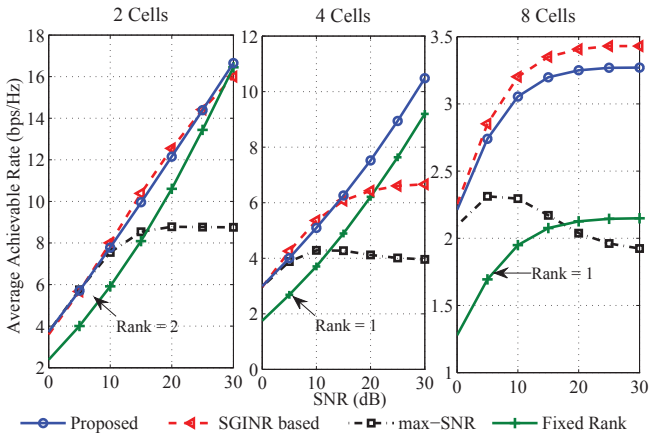 2 Cells
4 Cells
8 Cells
Average Achievable Rate (bps/Hz)
18
16
14
12
10
8
6
4
2
0
10
20
30
Rank = 2
12
10
8
6
4
2
0
0
10
20
30
Rank = 1
SNR (dB)
3.5
3
2.5
2
1.5
1
0
10
20
30
Rank = 1
Proposed
SGINR based
max-SNR
Fixed Rank